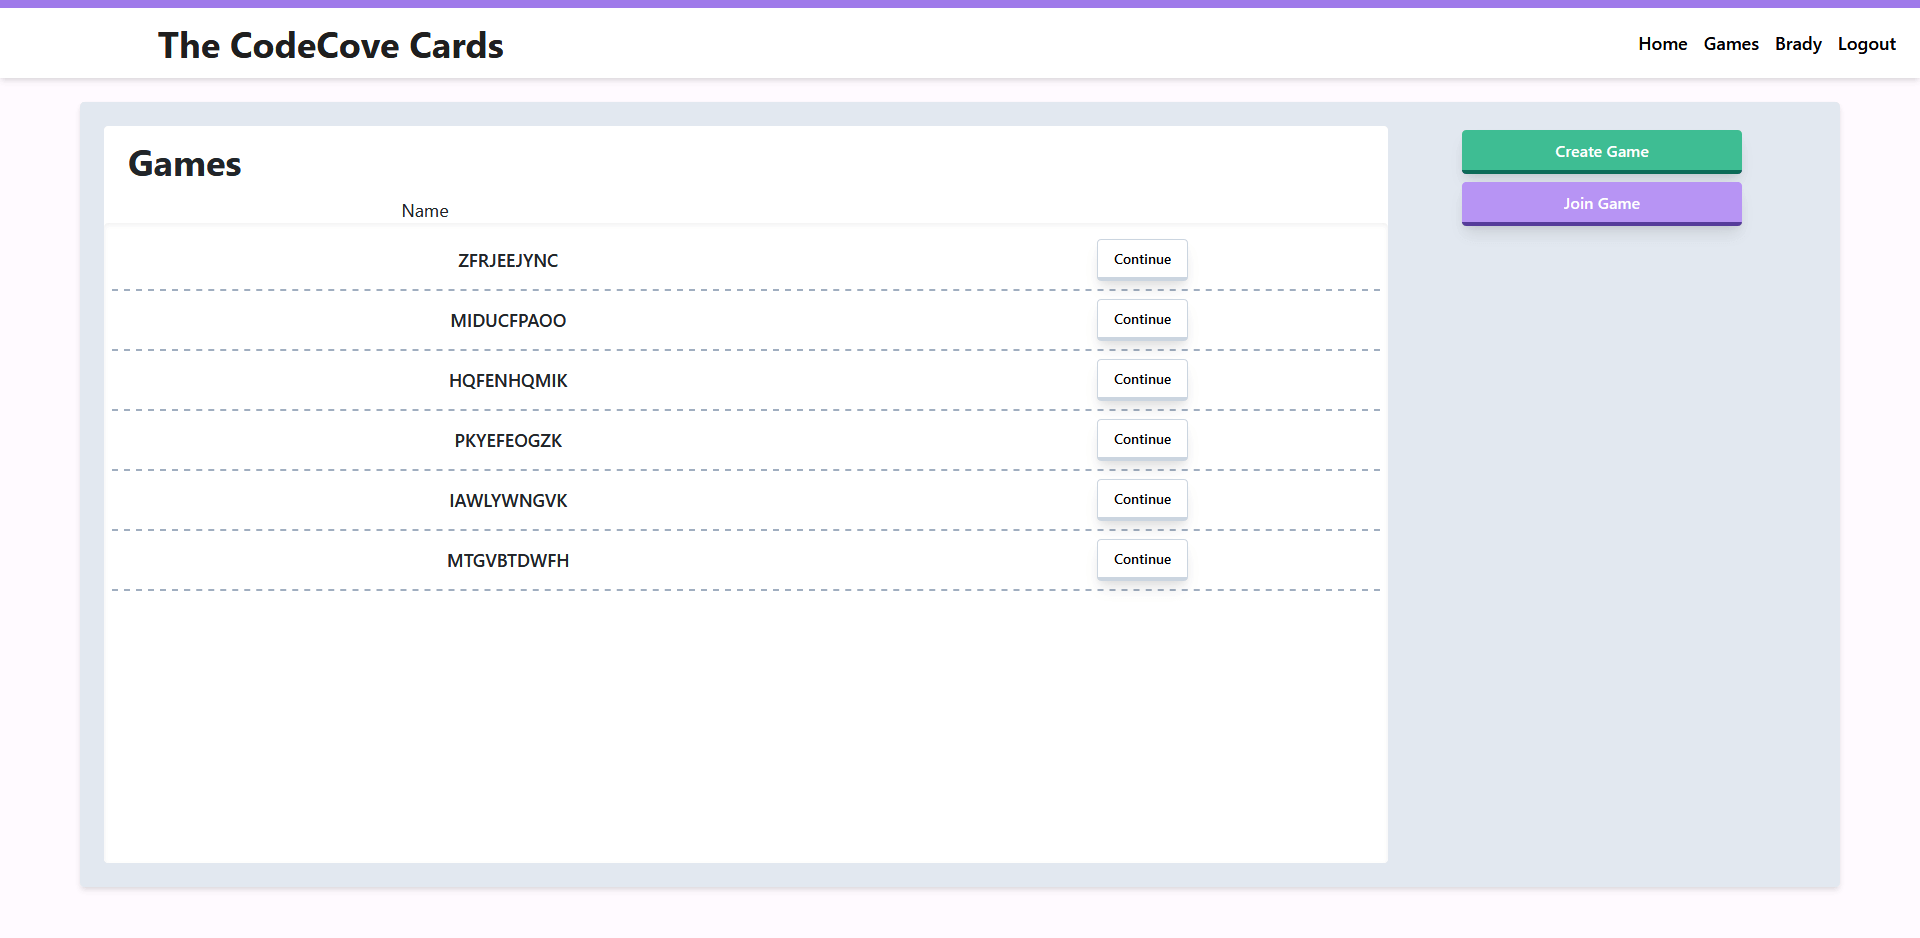 The CodeCove Cards
Home Games Brady Logout
Games
Name
ZFRJEEJYNC Continue
MIDUCFPAOO Continue
HQFENHQMIK Continue
PKYEFEOGZK Continue
IAWLYWNGVK Continue
MTGVBTDWFH Continue
Create Game
Join Game